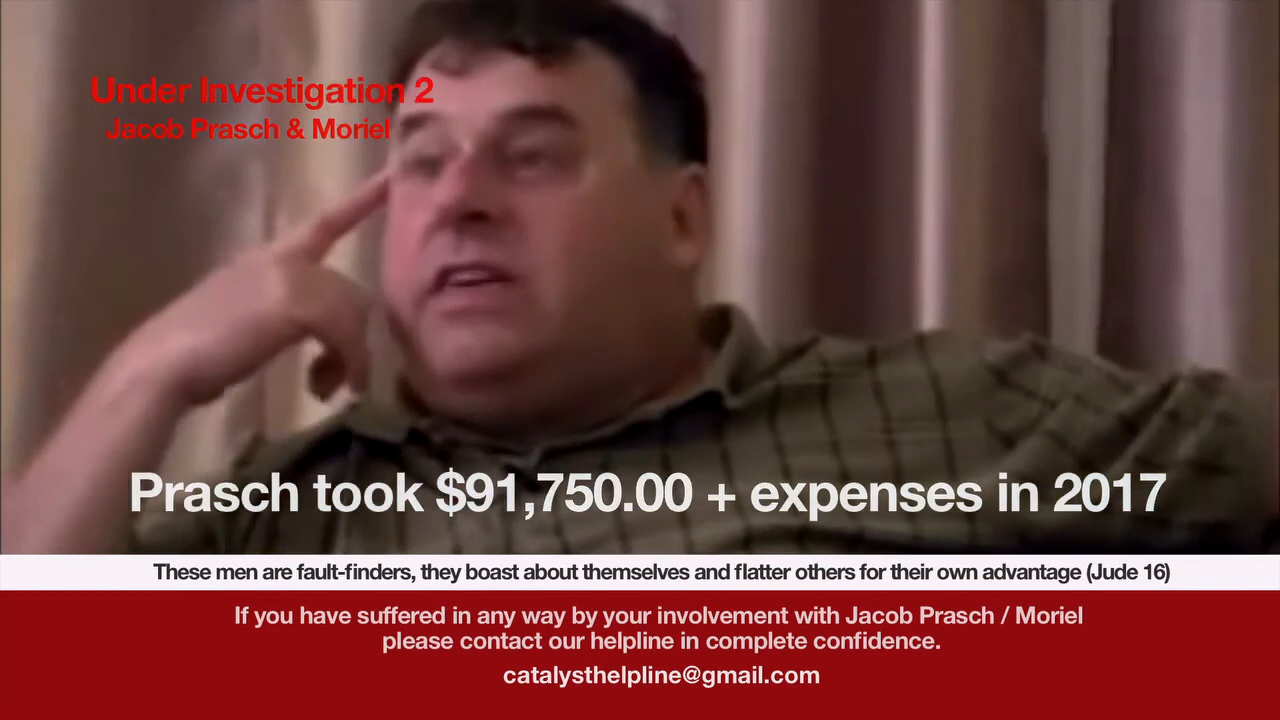 Under Investigation 2
Jacob Prasch & Moriel
Prasch took $91,750.00 + expenses in 2017
These men are fault-finders, they boast about themselves and flatter others for their own advantage (Jude 16)
If you have suffered in any way by your involvement with Jacob Prasch / Moriel
please contact our helpline in complete confidence.
catalysthelpline@gmail.com